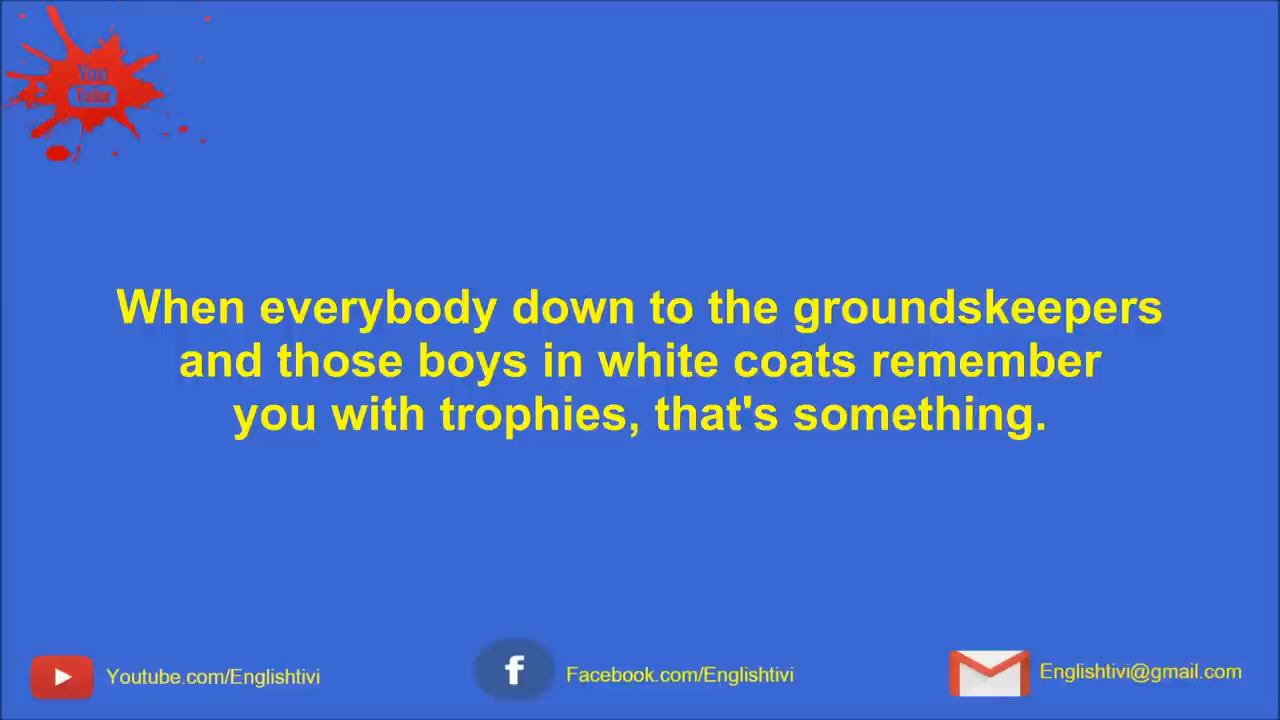 You
Tube
When everybody down to the groundskeepers
and those boys in white coats remember
you with trophies, that's something.
Youtube.com/Englishtivi
Facebook.com/Englishtivi
Englishtivi@gmail.com